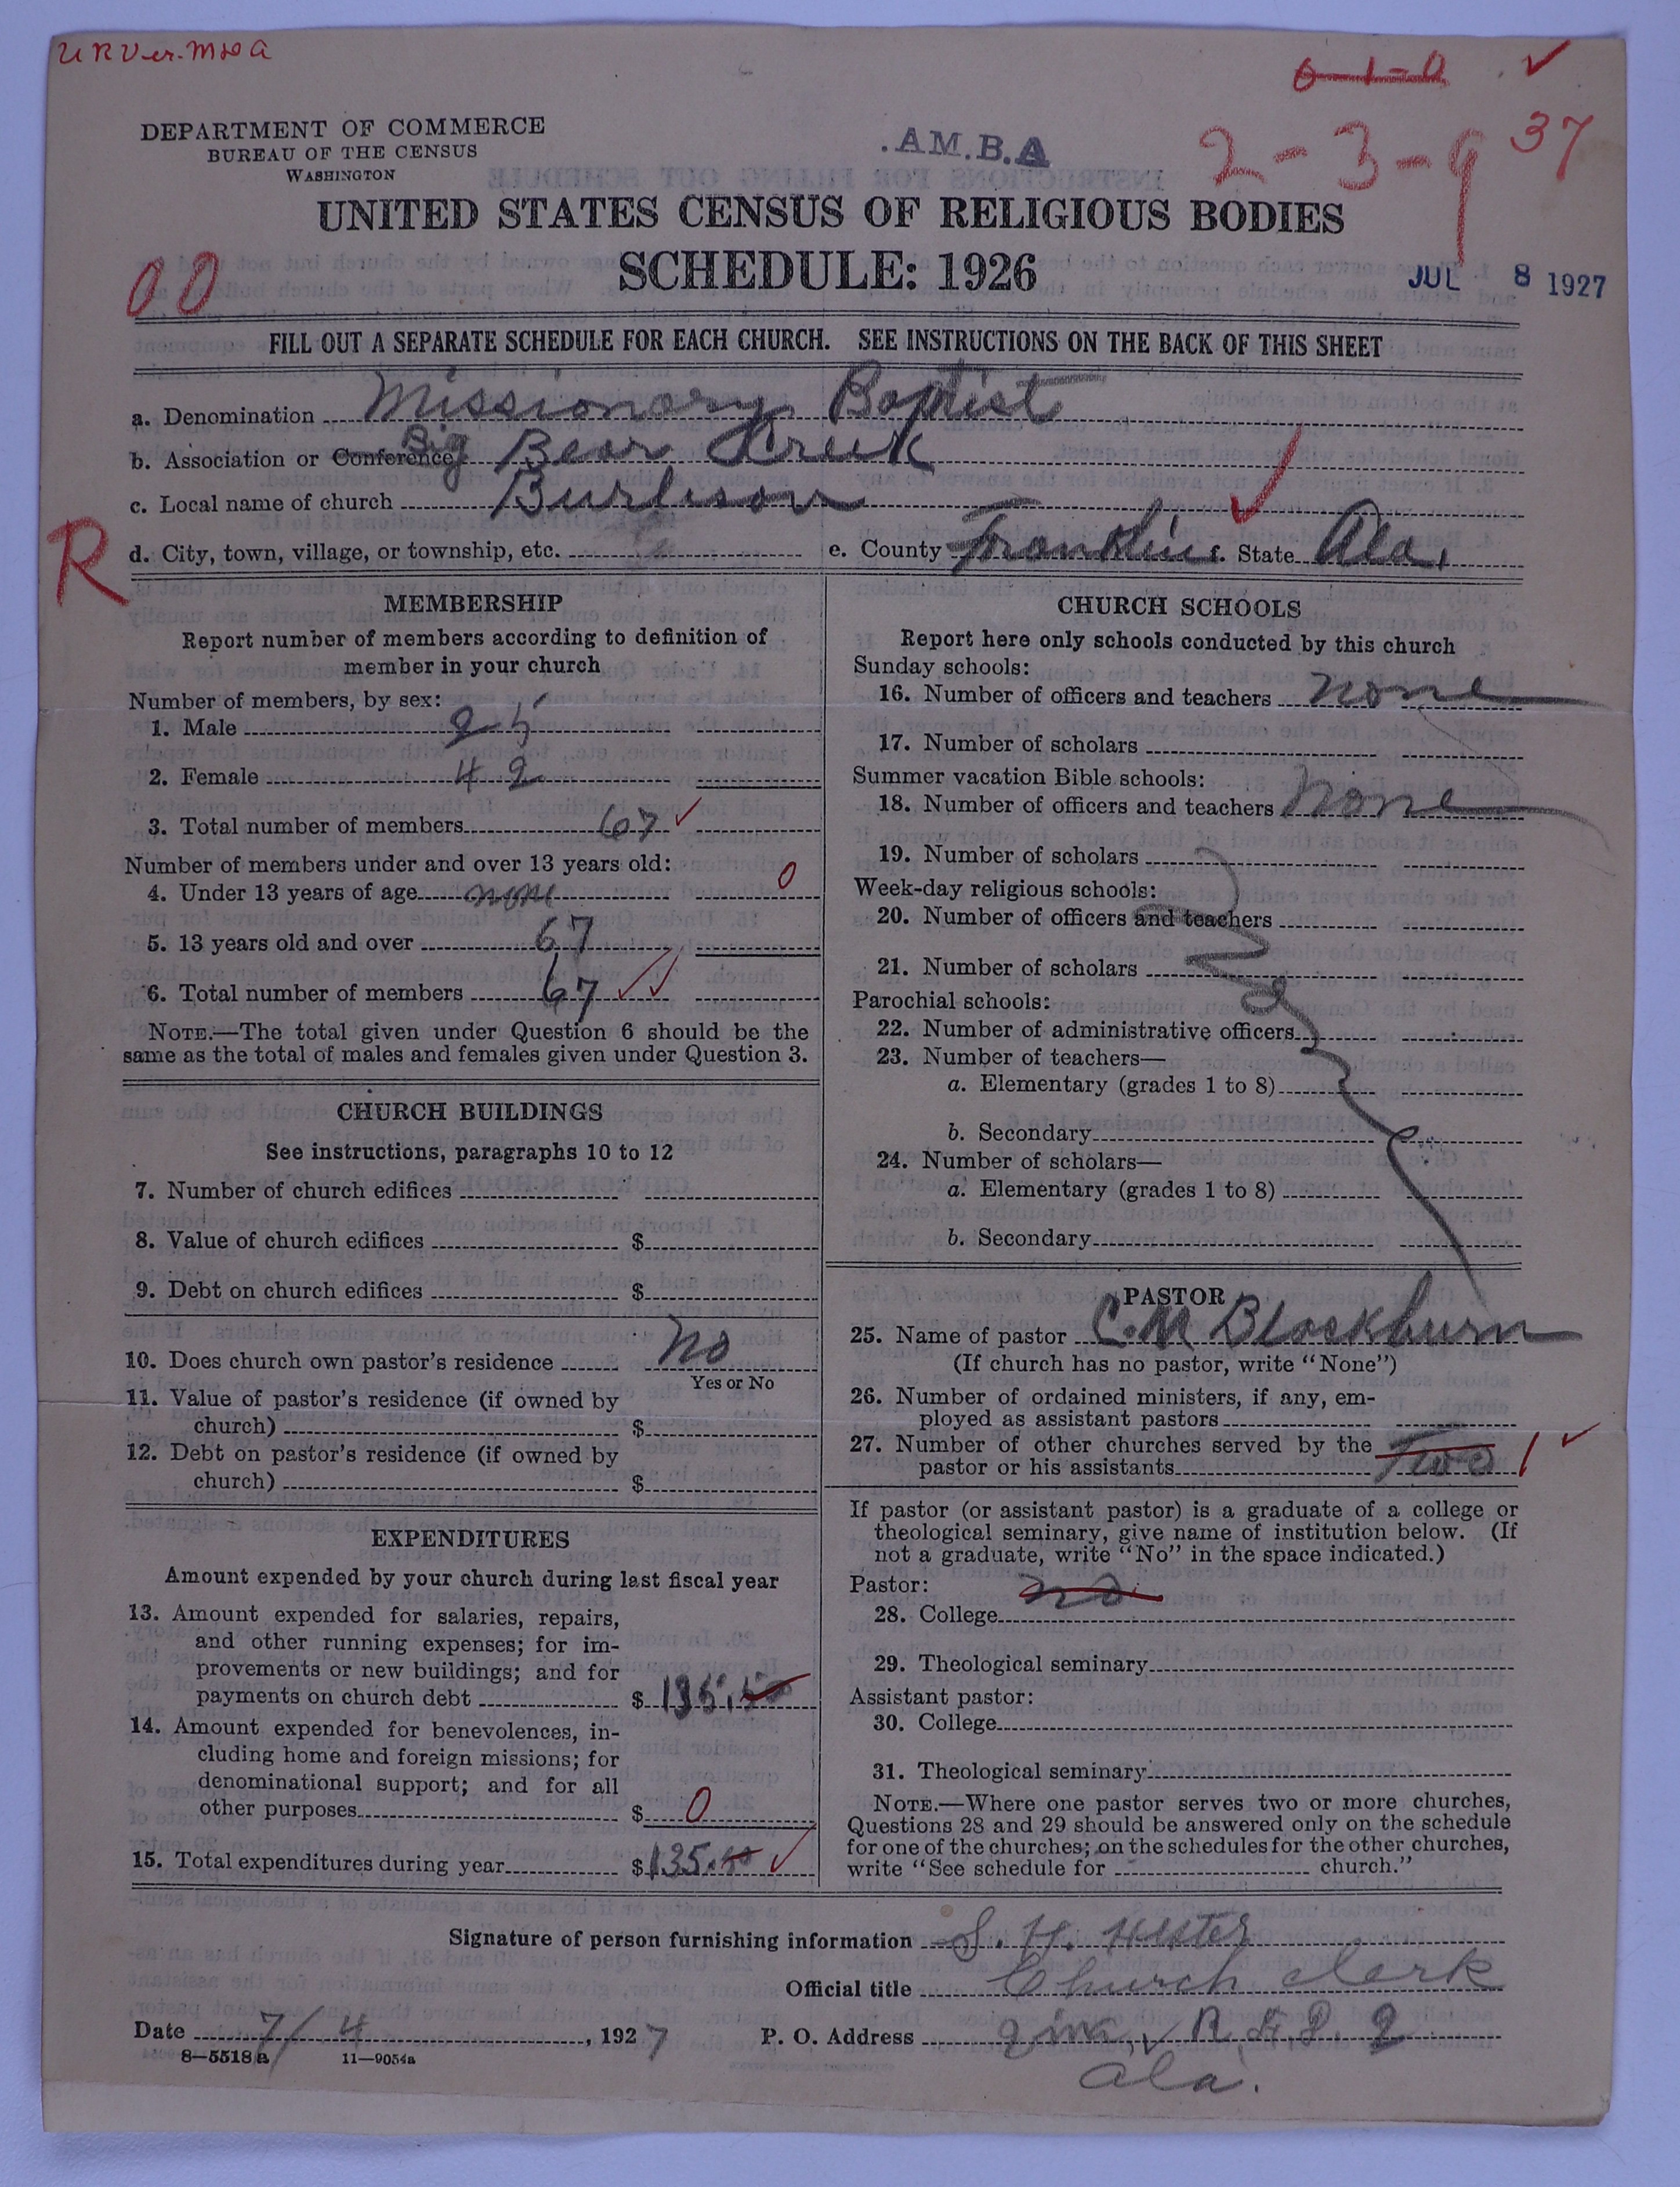 U R Ver. M & A
6-1-0
DEPARTMENT OF COMMERCE
BUREAU OF THE CENSUS
WASHINGTON
.AM.B.A
2-3-9 37
UNITED STATES CENSUS OF RELIGIOUS BODIES
SCHEDULE: 1926
00
JUL 8 1927
FILL OUT A SEPARATE SCHEDULE FOR EACH CHURCH. SEE INSTRUCTIONS ON THE BACK OF THIS SHEET
a. Denomination Missionary Baptist
b. Association or Conference Big Bear Creek
c. Local name of church Burleson
R
d. City, town, village, or township, etc. e. County Franklin f. State Ala.
MEMBERSHIP
Report number of members according to definition of
member in your church
Number of members, by sex:
1. Male 25
2. Female 42
3. Total number of members 67
Number of members under and over 13 years old:
4. Under 13 years of age none 0
5. 13 years old and over 67
6. Total number of members 67
NOTE.—The total given under Question 6 should be the
same as the total of males and females given under Question 3.
CHURCH BUILDINGS
See instructions, paragraphs 10 to 12
7. Number of church edifices
8. Value of church edifices $
9. Debt on church edifices $
10. Does church own pastor's residence No
Yes or No
11. Value of pastor's residence (if owned by
church) $
12. Debt on pastor's residence (if owned by
church) $
EXPENDITURES
Amount expended by your church during last fiscal year
13. Amount expended for salaries, repairs,
and other running expenses; for im-
provements or new buildings; and for
payments on church debt $ 135.50
14. Amount expended for benevolences, in-
cluding home and foreign missions; for
denominational support; and for all
other purposes $ 0
15. Total expenditures during year $ 135.
CHURCH SCHOOLS
Report here only schools conducted by this church
Sunday schools:
16. Number of officers and teachers none
17. Number of scholars
Summer vacation Bible schools:
18. Number of officers and teachers None
19. Number of scholars
Week-day religious schools:
20. Number of officers and teachers
21. Number of scholars
Parochial schools:
22. Number of administrative officers
23. Number of teachers—
a. Elementary (grades 1 to 8)
b. Secondary
24. Number of scholars—
a. Elementary (grades 1 to 8)
b. Secondary
PASTOR
25. Name of pastor C. M Blackburn
(If church has no pastor, write "None")
26. Number of ordained ministers, if any, em-
ployed as assistant pastors
27. Number of other churches served by the
pastor or his assistants Two 1
If pastor (or assistant pastor) is a graduate of a college or
theological seminary, give name of institution below. (If
not a graduate, write "No" in the space indicated.)
Pastor: no
28. College
29. Theological seminary
Assistant pastor:
30. College
31. Theological seminary
NOTE.—Where one pastor serves two or more churches,
Questions 28 and 29 should be answered only on the schedule
for one of the churches; on the schedules for the other churches,
write "See schedule for church."
Signature of person furnishing information S. H. Hester
Official title Church Clerk
Date 7/4, 1927 P. O. Address R.F.D. 2
Ala.
8—5518a 11—9054a